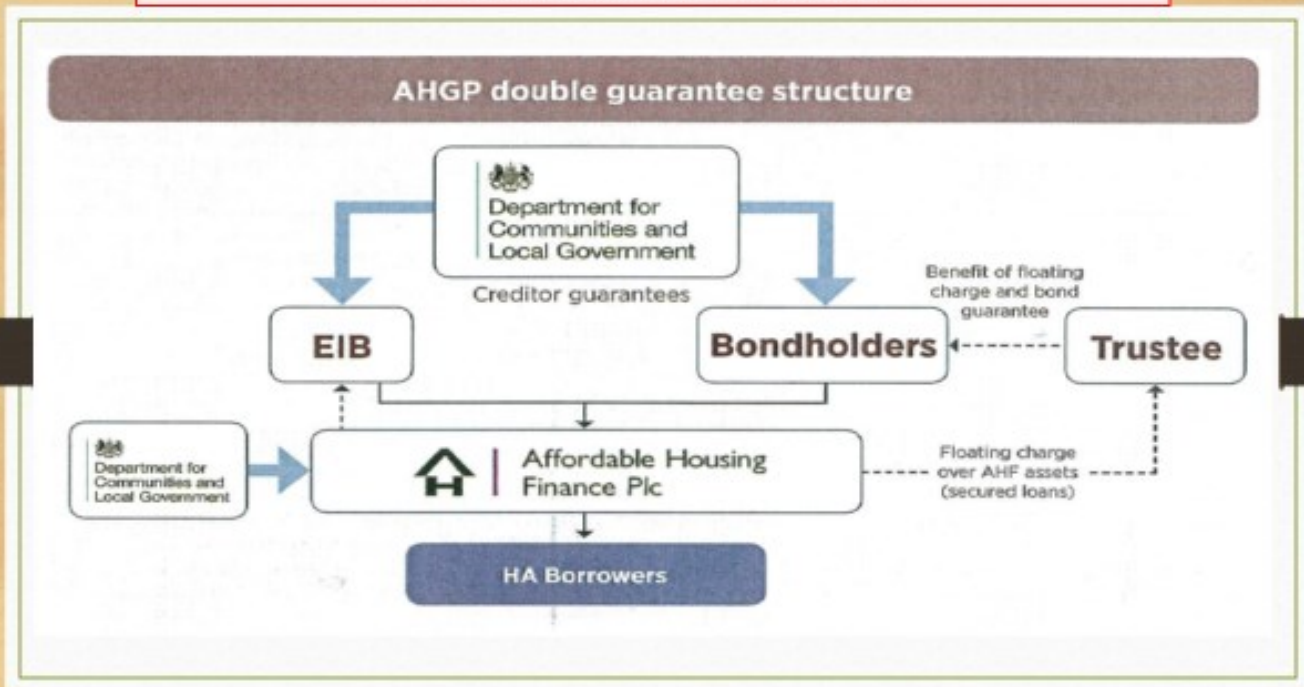 AHGP double guarantee structure
Department for
Communities and
Local Government
Creditor guarantees
Benefit of floating
charge and bond
guarantee
EIB
Bondholders
Trustee
Department for
Communities and
Local Government
Affordable Housing
Finance Plc
Floating charge
over AHF assets
(secured loans)
HA Borrowers